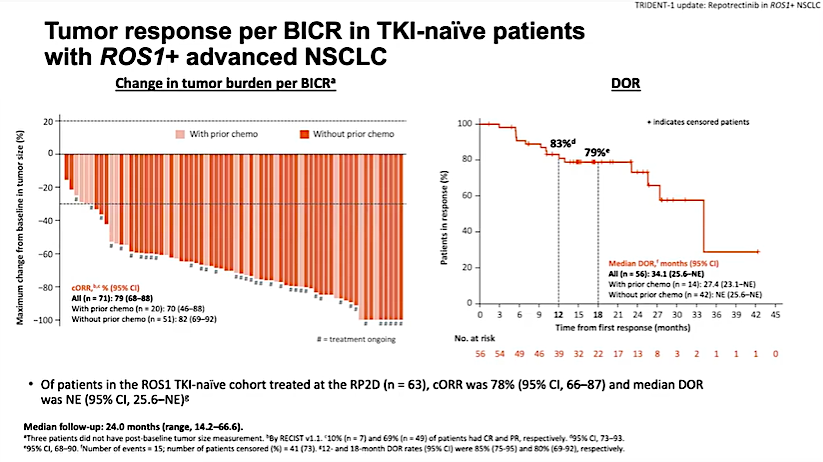 TRIDENT-1 update: Repotrectinib in ROS1+ NSCLC
Tumor response per BICR in TKI-naïve patients
with ROS1+ advanced NSCLC
Change in tumor burden per BICRᵃ
DOR
Maximum change from baseline in tumor size (%)
20
0
−20
−40
−60
−80
−100
With prior chemo
Without prior chemo
cORR,ᵇ,ᶜ % (95% CI)
All (n = 71): 79 (68–88)
With prior chemo (n = 20): 70 (46–88)
Without prior chemo (n = 51): 82 (69–92)
# = treatment ongoing
Patients in response (%)
100
80
60
40
20
0
+ indicates censored patients
83%ᵈ
79%ᵉ
Median DOR,ᶠ months (95% CI)
All (n = 56): 34.1 (25.6–NE)
With prior chemo (n = 14): 27.4 (23.1–NE)
Without prior chemo (n = 42): NE (25.6–NE)
0 3 6 9 12 15 18 21 24 27 30 33 36 39 42 45
Time from first response (months)
No. at risk
56 54 49 46 39 32 22 17 13 8 3 2 1 1 1 0
• Of patients in the ROS1 TKI-naïve cohort treated at the RP2D (n = 63), cORR was 78% (95% CI, 66–87) and median DOR
was NE (95% CI, 25.6–NE)ᵍ
Median follow-up: 24.0 months (range, 14.2–66.6).
ᵃThree patients did not have post-baseline tumor size measurement. ᵇBy RECIST v1.1. ᶜ10% (n = 7) and 69% (n = 49) of patients had CR and PR, respectively. ᵈ95% CI, 73–93.
ᵉ95% CI, 68–90. ᶠNumber of events = 15; number of patients censored (%) = 41 (73). ᵍ12- and 18-month DOR rates (95% CI) were 85% (75-95) and 80% (69-92), respectively.